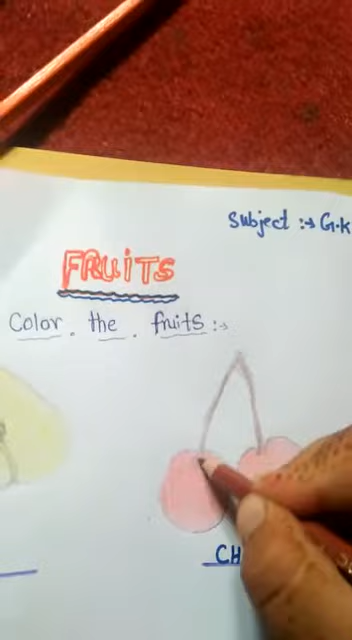 Subject :→ G.K
FRUITS
Color . the . fruits :→
CH